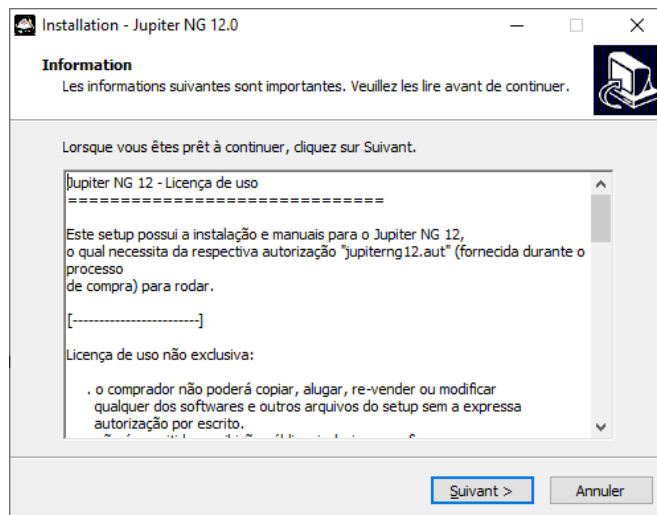 Installation - Jupiter NG 12.0
Information
Les informations suivantes sont importantes. Veuillez les lire avant de continuer.
Lorsque vous êtes prêt à continuer, cliquez sur Suivant.
Jupiter NG 12 - Licença de uso
==============================
Este setup possui a instalação e manuais para o Jupiter NG 12,
o qual necessita da respectiva autorização "jupiterng12.aut" (fornecida durante o
processo
de compra) para rodar.
[------------------------]
Licença de uso não exclusiva:
. o comprador não poderá copiar, alugar, re-vender ou modificar
qualquer dos softwares e outros arquivos do setup sem a expressa
autorização por escrito.
Suivant >
Annuler